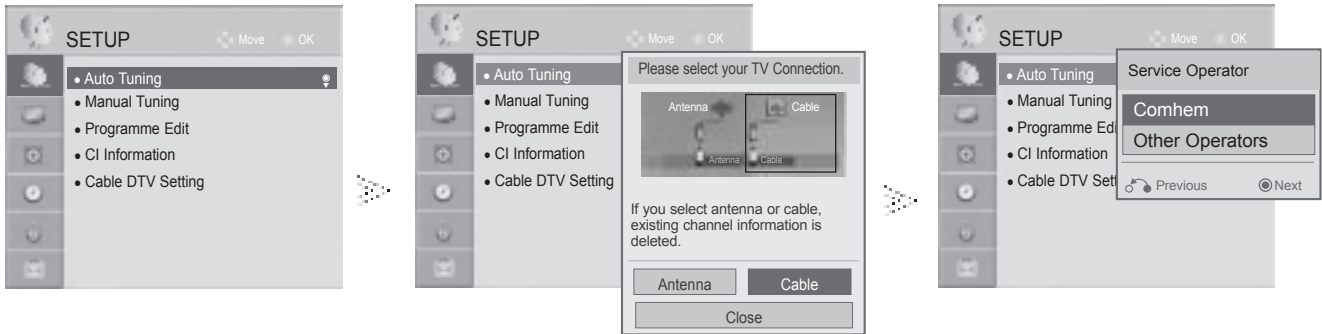 SETUP
Move OK
• Auto Tuning
• Manual Tuning
• Programme Edit
• CI Information
• Cable DTV Setting
SETUP
Move OK
• Auto Tuning
• Manual Tuning
• Programme Edit
• CI Information
• Cable DTV Setting
Please select your TV Connection.
Antenna Cable
Antenna Cable
If you select antenna or cable,
existing channel information is
deleted.
Antenna Cable
Close
SETUP
Move OK
• Auto Tuning
• Manual Tuning
• Programme Edi
• CI Information
• Cable DTV Sett
Service Operator
Comhem
Other Operators
Previous Next